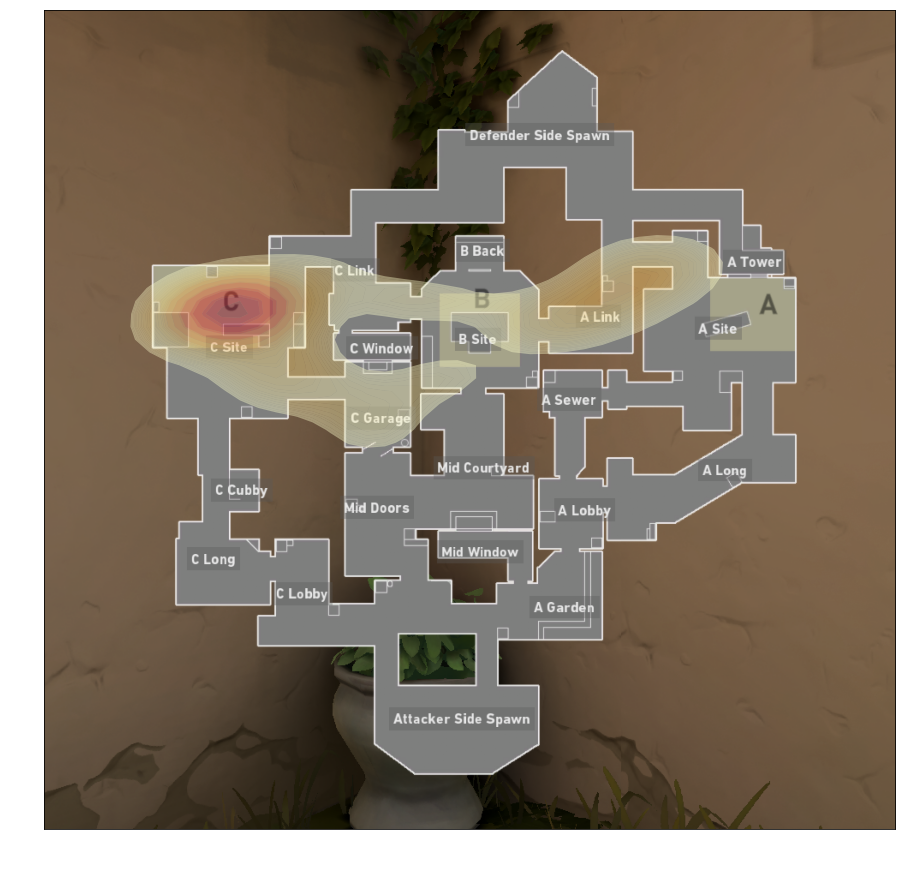 Defender Side Spawn
B Back
A Tower
C Link
C
B
A
A Link
A Site
B Site
C Site
C Window
A Sewer
C Garage
Mid Courtyard
A Long
C Cubby
Mid Doors
A Lobby
Mid Window
C Long
C Lobby
A Garden
Attacker Side Spawn